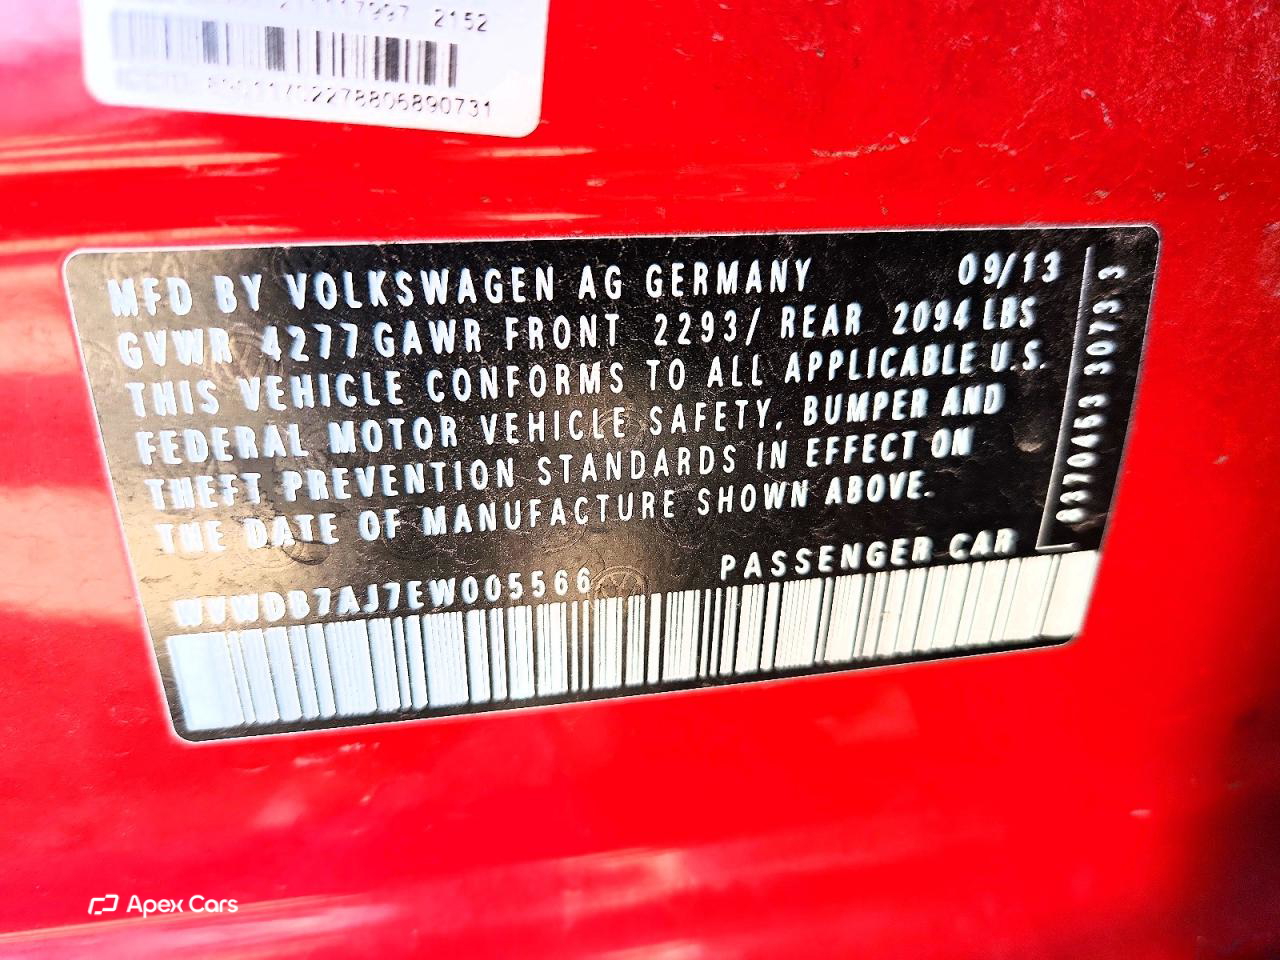 2152
MFD BY VOLKSWAGEN AG GERMANY 09/13
GVWR 4277 GAWR FRONT 2293/ REAR 2094 LBS
THIS VEHICLE CONFORMS TO ALL APPLICABLE U.S.
FEDERAL MOTOR VEHICLE SAFETY, BUMPER AND
THEFT PREVENTION STANDARDS IN EFFECT ON
THE DATE OF MANUFACTURE SHOWN ABOVE.
PASSENGER CAR
WVWDB7AJ7EW005566
Apex Cars